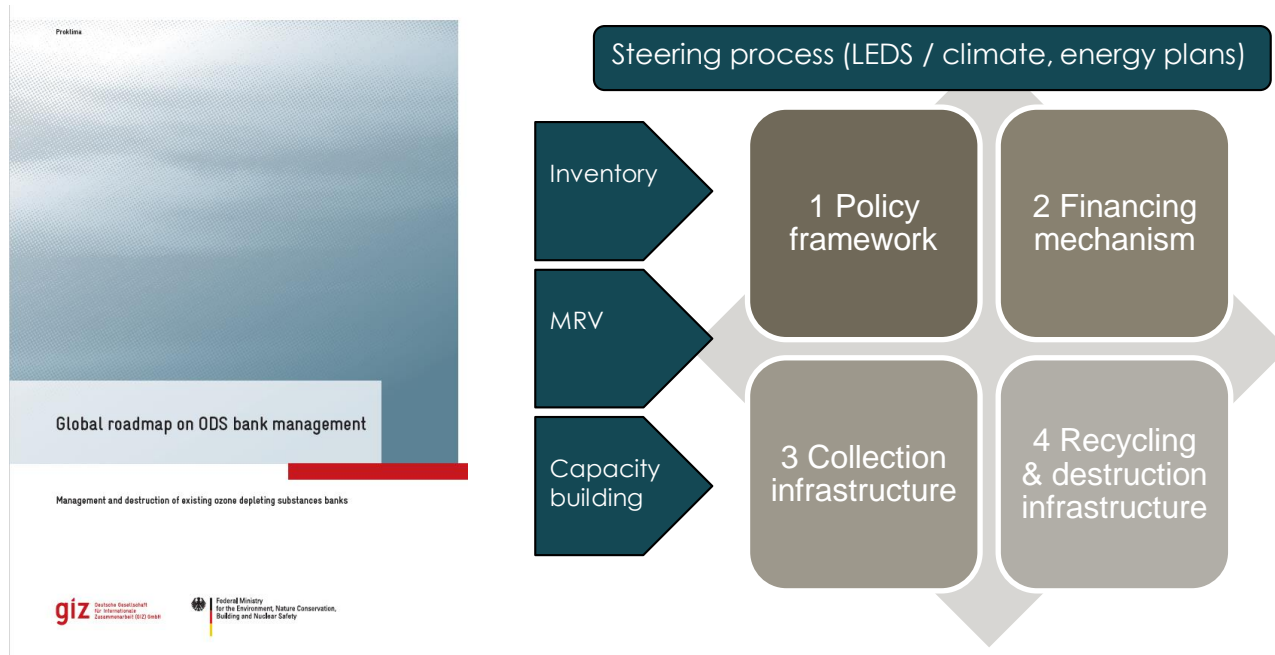 Proklima
Global roadmap on ODS bank management
Management and destruction of existing ozone depleting substances banks
giz
Deutsche Gesellschaft
für Internationale
Zusammenarbeit (GIZ) GmbH
Federal Ministry
for the Environment, Nature Conservation,
Building and Nuclear Safety
Steering process (LEDS / climate, energy plans)
Inventory
MRV
Capacity
building
1 Policy
framework
2 Financing
mechanism
3 Collection
infrastructure
4 Recycling
& destruction
infrastructure